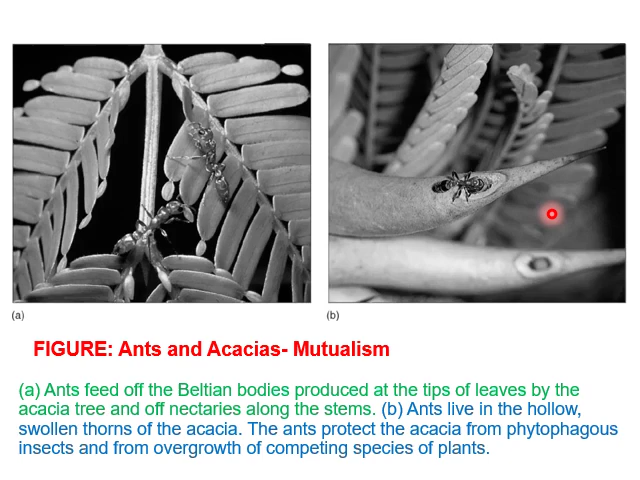 (a)
(b)
FIGURE: Ants and Acacias- Mutualism
(a) Ants feed off the Beltian bodies produced at the tips of leaves by the
acacia tree and off nectaries along the stems. (b) Ants live in the hollow,
swollen thorns of the acacia. The ants protect the acacia from phytophagous
insects and from overgrowth of competing species of plants.